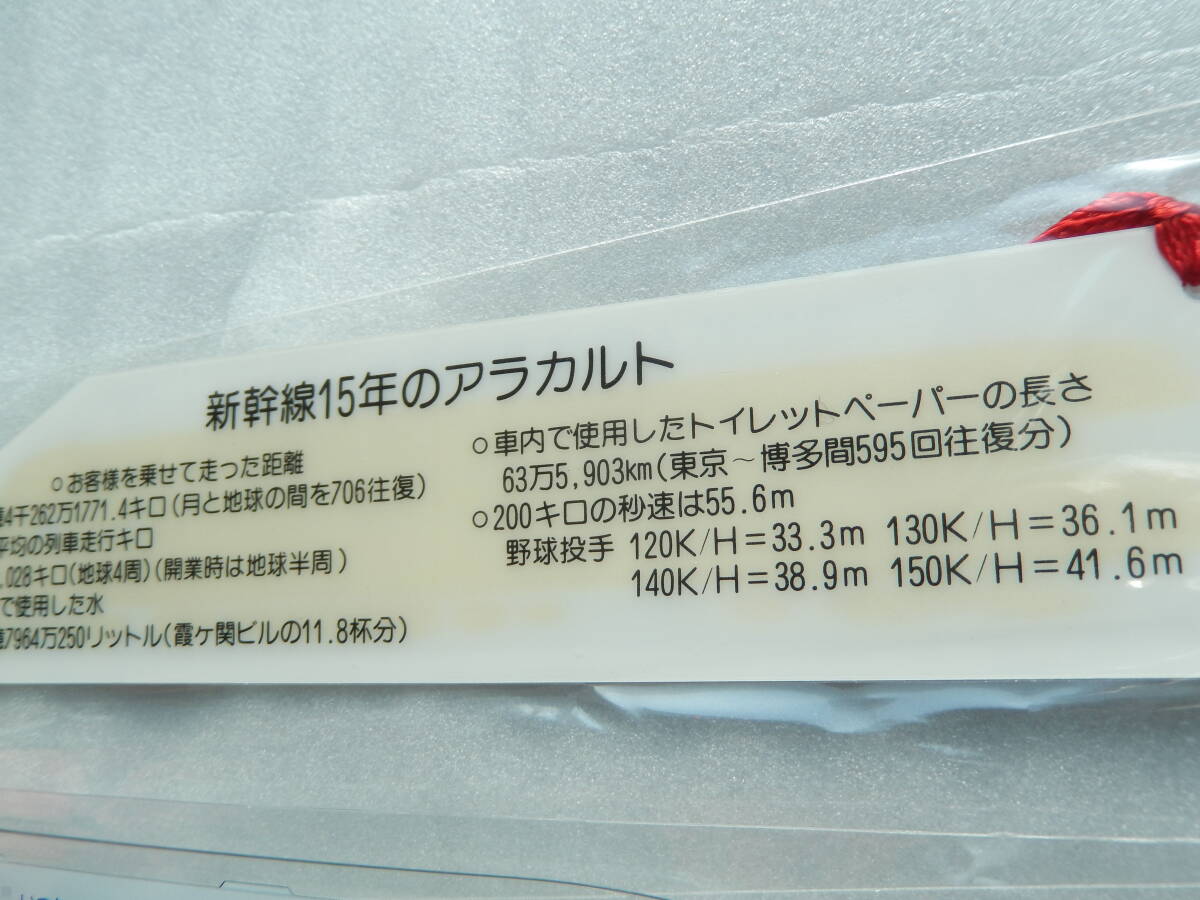 新幹線15年のアラカルト
○お客様を乗せて走った距離
億4千262万1771.4キロ(月と地球の間を706往復)
平均の列車走行キロ
,028キロ(地球4周)(開業時は地球半周)
で使用した水
億7964万250リットル(霞ケ関ビルの11.8杯分)
○車内で使用したトイレットペーパーの長さ
63万5,903km(東京~博多間595回往復分)
○200キロの秒速は55.6m
野球投手 120K/H=33.3m 130K/H=36.1m
140K/H=38.9m 150K/H=41.6m